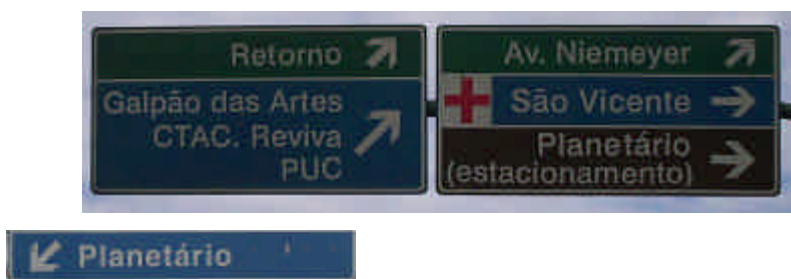 Retorno
Galpão das Artes
CTAC. Reviva
PUC
Av. Niemeyer
São Vicente
Planetário
(estacionamento)
Planetário